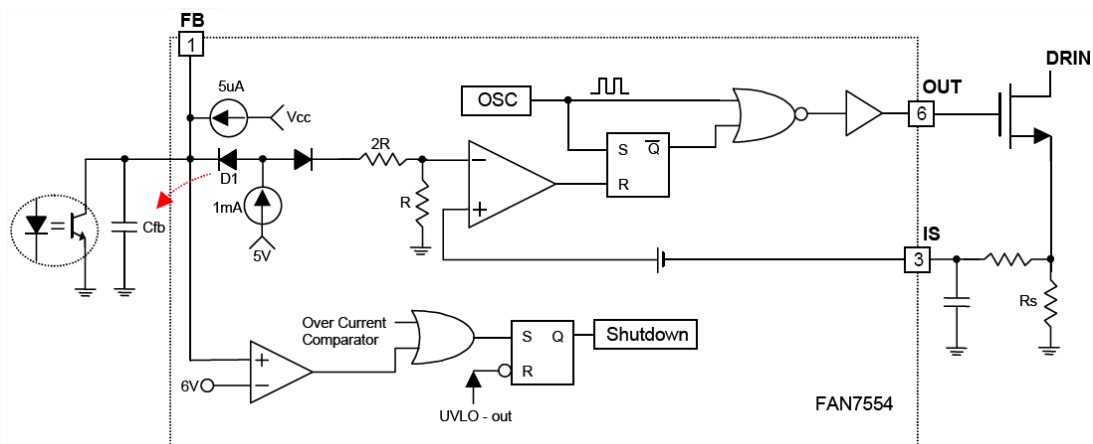 FB
1
5uA
Vcc
D1
1mA
5V
Cfb
2R
R
OSC
S
Q
R
−
+
OUT
6
DRIN
IS
3
Rs
Over Current
Comparator
+
−
6V
S
Q
R
Shutdown
UVLO - out
FAN7554